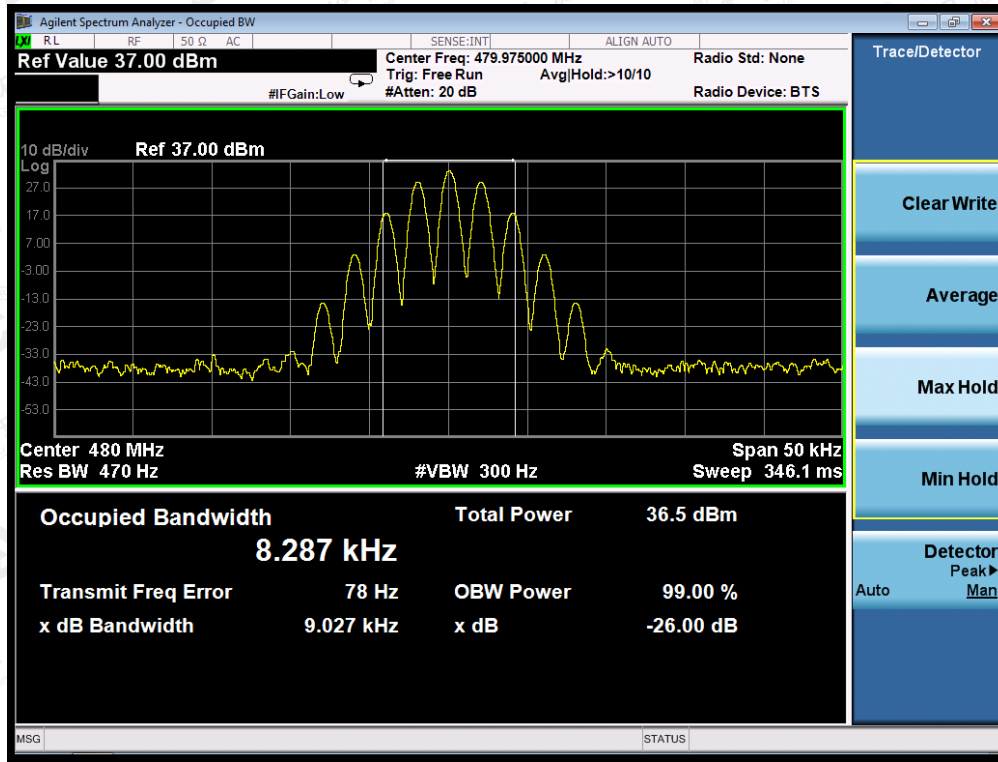 Agilent Spectrum Analyzer - Occupied BW
LXI RL RF 50 Ω AC SENSE:INT ALIGN AUTO
Ref Value 37.00 dBm
Center Freq: 479.975000 MHz Radio Std: None
Trig: Free Run Avg|Hold:>10/10
#IFGain:Low #Atten: 20 dB Radio Device: BTS
Trace/Detector
10 dB/div Ref 37.00 dBm
Log
27.0
17.0
7.00
-3.00
-13.0
-23.0
-33.0
-43.0
-53.0
Center 480 MHz Span 50 kHz
Res BW 470 Hz #VBW 300 Hz Sweep 346.1 ms
Occupied Bandwidth Total Power 36.5 dBm
8.287 kHz
Transmit Freq Error 78 Hz OBW Power 99.00 %
x dB Bandwidth 9.027 kHz x dB -26.00 dB
Clear Write
Average
Max Hold
Min Hold
Detector
Peak▶
Auto Man
MSG STATUS